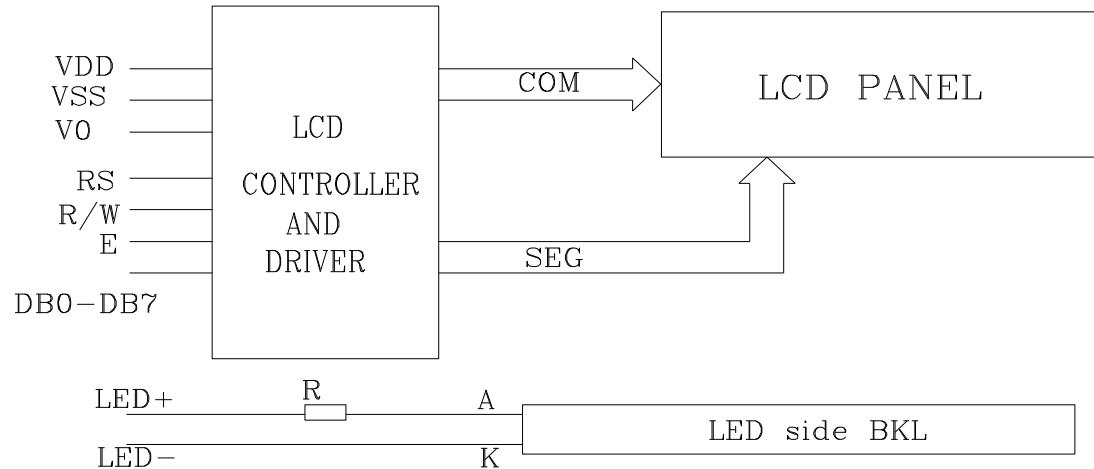 VDD
VSS
V0
RS
R/W
E
DB0-DB7
LCD
CONTROLLER
AND
DRIVER
COM
SEG
LCD PANEL
LED+
R
A
LED-
K
LED side BKL